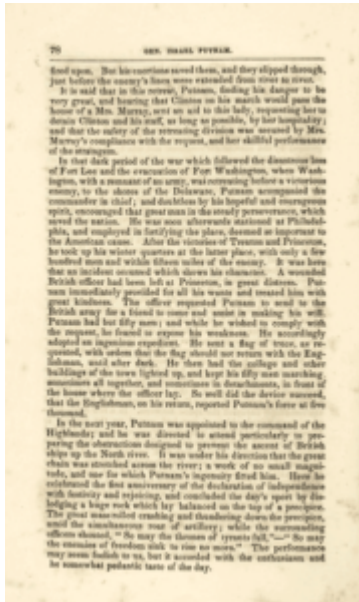 78 GEN. ISRAEL PUTNAM.
fired upon. But his exertions saved them, and they slipped through,
just before the enemy's lines were extended from river to river.
It is said that in this retreat, Putnam, finding his danger to be
very great, and hearing that Clinton on his march would pass the
house of a Mrs. Murray, sent an aid to this lady, requesting her to
detain Clinton and his staff, as long as possible, by her hospitality;
and that the safety of the retreating division was secured by Mrs.
Murray's compliance with the request, and her skillful performance
of the stratagem.
In that dark period of the war which followed the disastrous loss
of Fort Lee and the evacuation of Fort Washington, when Wash-
ington, with a remnant of an army, was retreating before a victorious
enemy, to the shores of the Delaware, Putnam accompanied the
commander in chief; and doubtless by his hopeful and courageous
spirit, encouraged that great man in the steady perseverance, which
saved the nation. He was soon afterwards stationed at Philadel-
phia, and employed in fortifying the place, deemed so important to
the American cause. After the victories of Trenton and Princeton,
he took up his winter quarters at the latter place, with only a few
hundred men and within fifteen miles of the enemy. It was here
that an incident occurred which shows his character. A wounded
British officer had been left at Princeton, in great distress. Put-
nam immediately provided for all his wants and treated him with
great kindness. The officer requested Putnam to send to the
British army for a friend to come and assist in making his will.
Putnam had but fifty men; and while he wished to comply with
the request, he feared to expose his weakness. He accordingly
adopted an ingenious expedient. He sent a flag of truce, as re-
quested, with orders that the flag should not return with the Eng-
lishman, until after dark. He then had the college and other
buildings of the town lighted up, and kept his fifty men marching,
sometimes all together, and sometimes in detachments, in front of
the house where the officer lay. So well did the device succeed,
that the Englishman, on his return, reported Putnam's force at five
thousand.
In the next year, Putnam was appointed to the command of the
Highlands; and he was directed to attend particularly to pre-
paring the obstructions designed to prevent the ascent of British
ships up the North river. It was under his direction that the great
chain was stretched across the river; a work of no small magni-
tude, and one for which Putnam's ingenuity fitted him. Here he
celebrated the first anniversary of the declaration of independence
with festivity and rejoicing, and concluded the day's sport by dis-
lodging a huge rock which lay balanced on the top of a precipice.
The great mass rolled crashing and thundering down the precipice,
amid the simultaneous roar of artillery; while the surrounding
officers shouted, "So may the thrones of tyrants fall,"—"So may
the enemies of freedom sink to rise no more." The performance
may seem foolish to us, but it accorded with the enthusiasm and
he somewhat pedantic taste of the day.